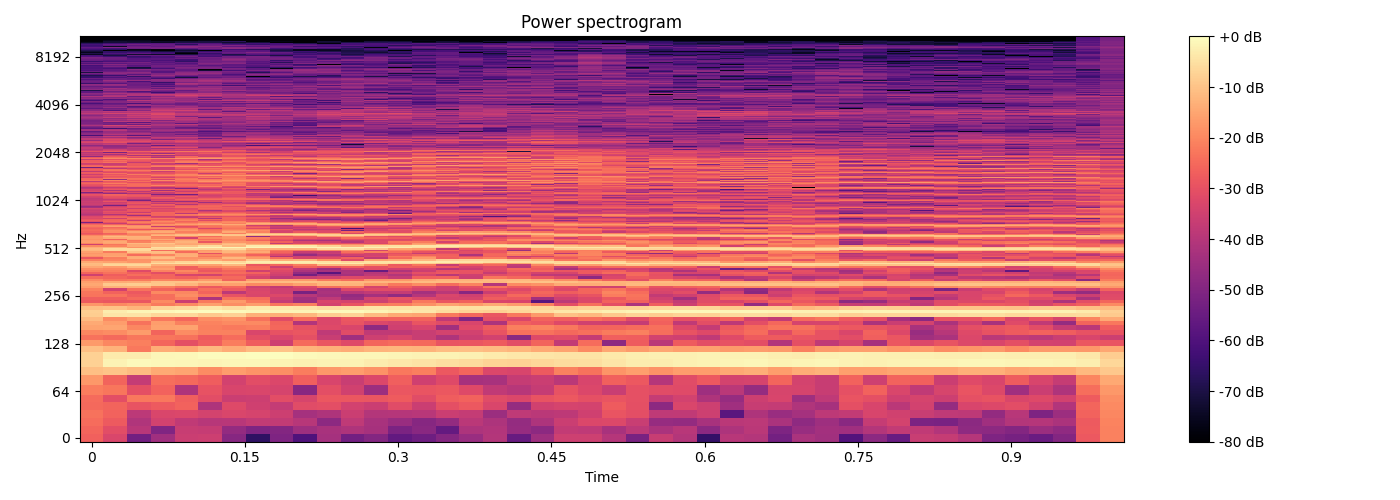 Power spectrogram
Hz
8192
4096
2048
1024
512
256
128
64
0
0 0.15 0.3 0.45 0.6 0.75 0.9
Time
+0 dB
-10 dB
-20 dB
-30 dB
-40 dB
-50 dB
-60 dB
-70 dB
-80 dB